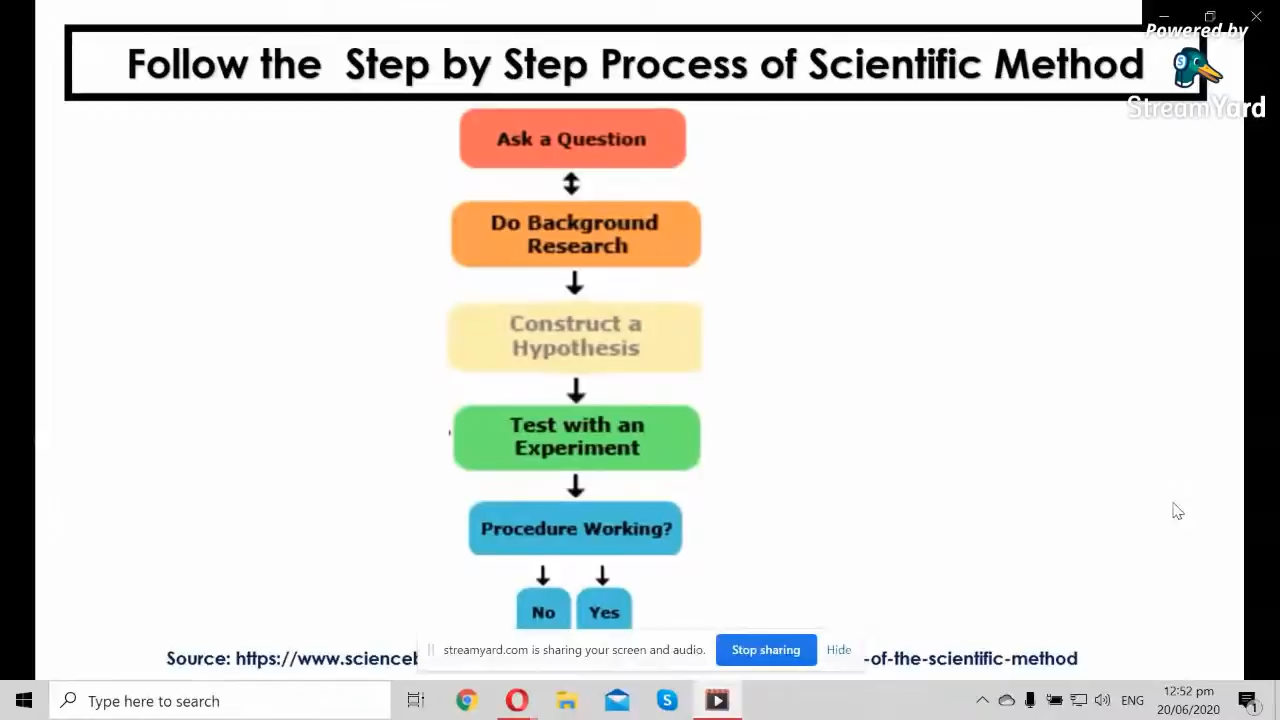 Powered by
StreamYard
Follow the Step by Step Process of Scientific Method
Ask a Question
Do Background
Research
Construct a
Hypothesis
Test with an
Experiment
Procedure Working?
No Yes
Source: https://www.science
streamyard.com is sharing your screen and audio. Stop sharing Hide
-of-the-scientific-method
Type here to search
ENG
12:52 pm
20/06/2020
1